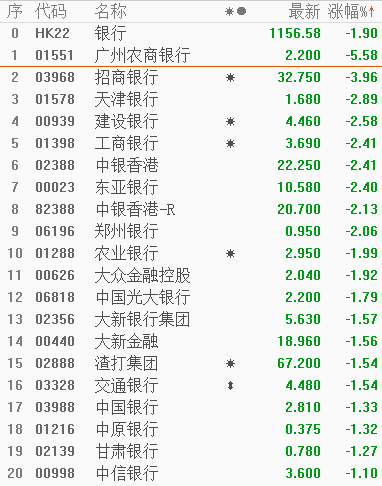 序 代码 名称 ✷● 最新 涨幅%↑
0 HK22 银行 1156.58 -1.90
1 01551 广州农商银行 2.200 -5.58
2 03968 招商银行 ✷ 32.750 -3.96
3 01578 天津银行 1.680 -2.89
4 00939 建设银行 ✷ 4.460 -2.58
5 01398 工商银行 ✷ 3.690 -2.41
6 02388 中银香港 22.250 -2.41
7 00023 东亚银行 10.580 -2.40
8 82388 中银香港-R 20.700 -2.13
9 06196 郑州银行 0.950 -2.06
10 01288 农业银行 ✷ 2.950 -1.99
11 00626 大众金融控股 2.040 -1.92
12 06818 中国光大银行 2.200 -1.79
13 02356 大新银行集团 5.630 -1.57
14 00440 大新金融 18.960 -1.56
15 02888 渣打集团 ✷ 67.200 -1.54
16 03328 交通银行 ⬍ 4.480 -1.54
17 03988 中国银行 2.810 -1.33
18 01216 中原银行 0.375 -1.32
19 02139 甘肃银行 0.780 -1.27
20 00998 中信银行 3.600 -1.10